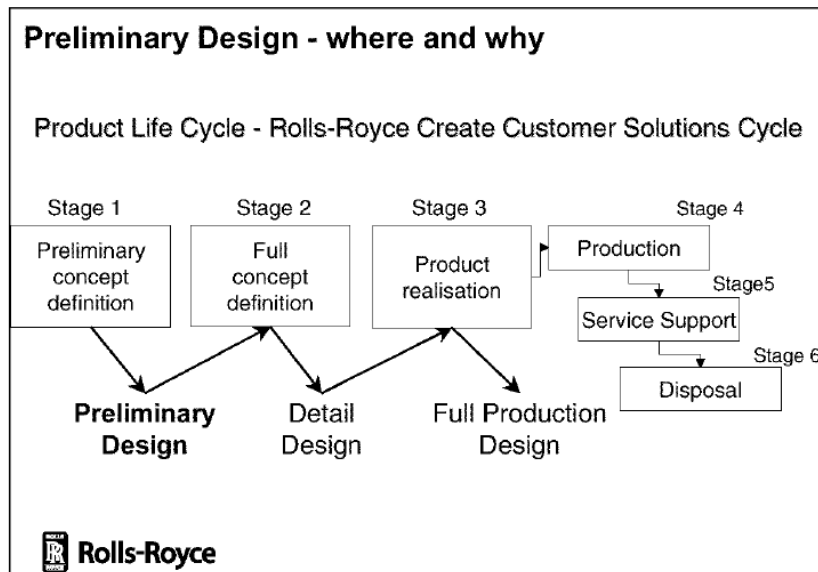 Preliminary Design - where and why
Product Life Cycle - Rolls-Royce Create Customer Solutions Cycle
Stage 1
Preliminary
concept
definition
Stage 2
Full
concept
definition
Stage 3
Product
realisation
Stage 4
Production
Stage5
Service Support
Stage 6
Disposal
Preliminary
Design
Detail
Design
Full Production
Design
RR
Rolls-Royce